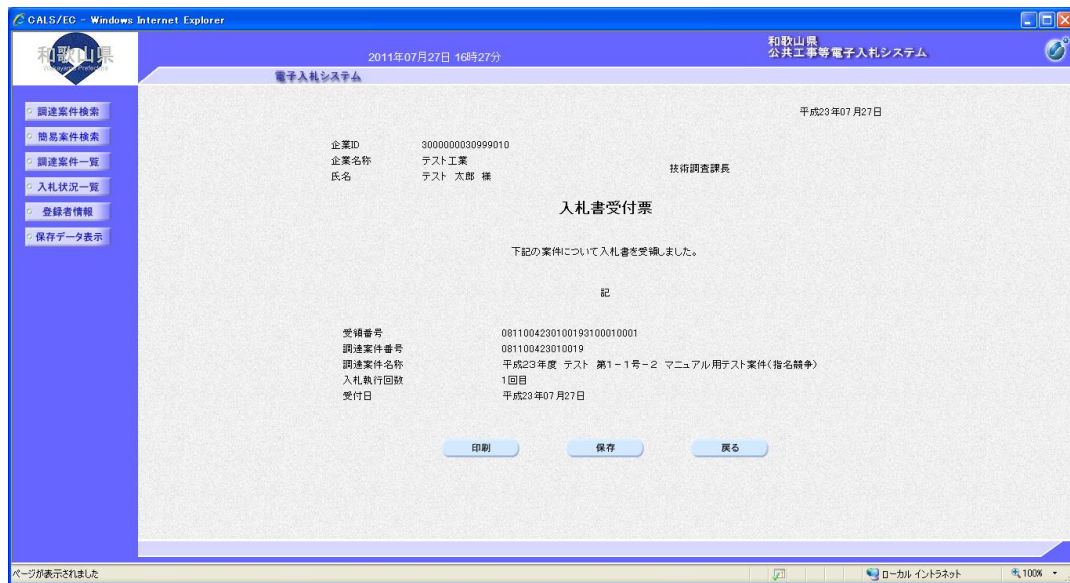 CALS/EC - Windows Internet Explorer
和歌山県
Wakayama Prefecture
2011年07月27日 16時27分
和歌山県
公共工事等電子入札システム
電子入札システム
調達案件検索
簡易案件検索
調達案件一覧
入札状況一覧
登録者情報
保存データ表示
平成23年07月27日
企業ID 3000000030999010
企業名称 テスト工業
氏名 テスト 太郎 様
技術調査課長
入札書受付票
下記の案件について入札書を受領しました。
記
受領番号 0811004230100193100010001
調達案件番号 081100423010019
調達案件名称 平成23年度 テスト 第1-1号-2 マニュアル用テスト案件(指名競争)
入札執行回数 1回目
受付日 平成23年07月27日
印刷 保存 戻る
ページが表示されました
ローカル イントラネット
100%